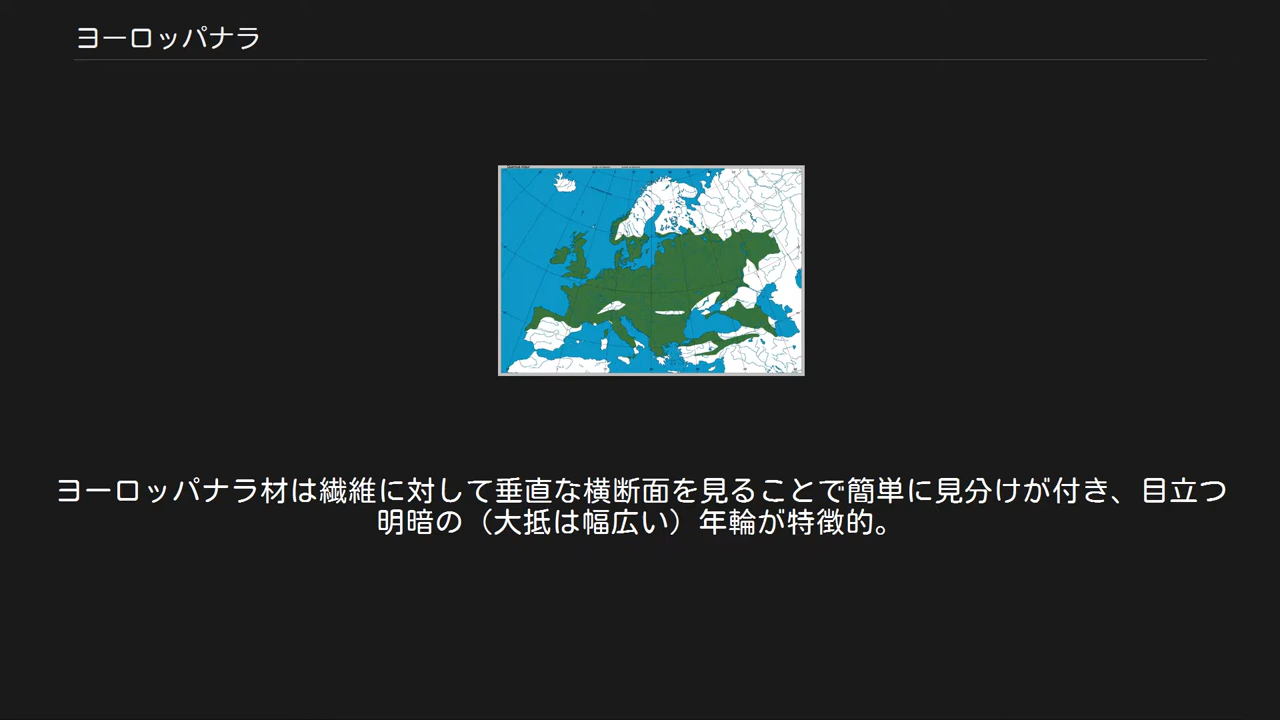 ヨーロッパナラ
ヨーロッパナラ材は繊維に対して垂直な横断面を見ることで簡単に見分けが付き、目立つ
明暗の（大抵は幅広い）年輪が特徴的。